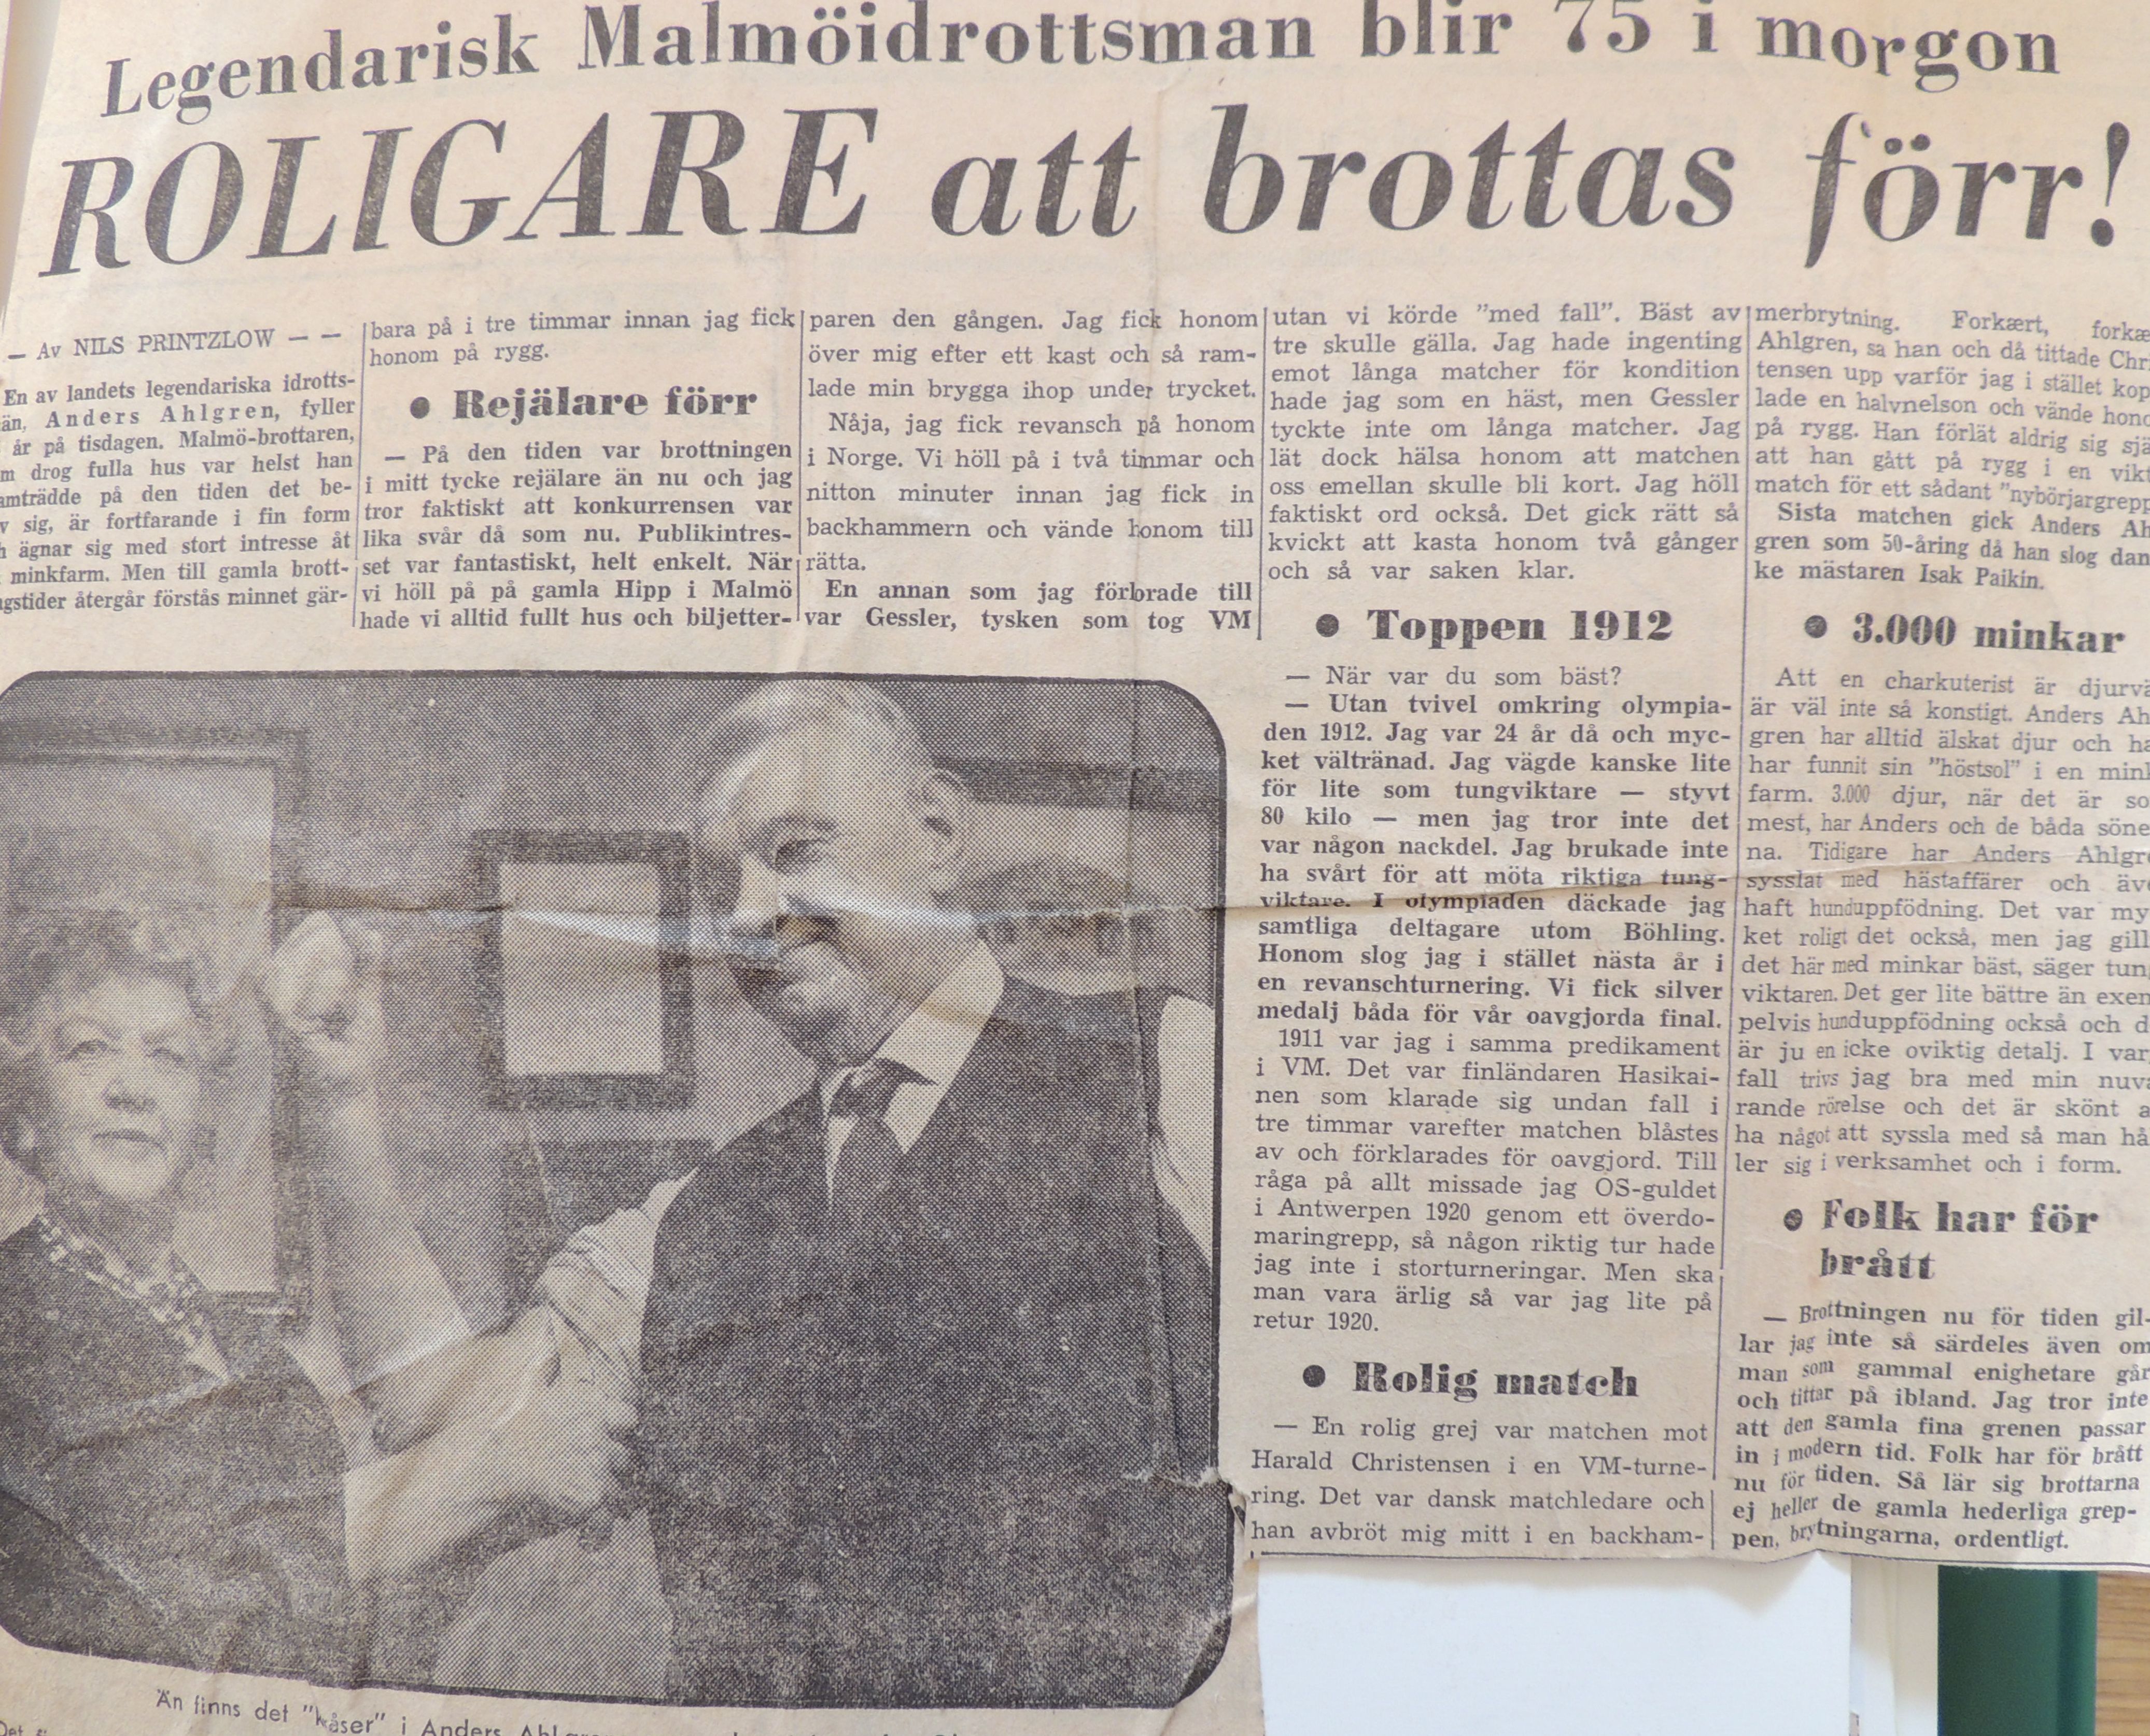 Legendarisk Malmöidrottsman blir 75 i morgon
ROLIGARE att brottas förr!
— Av NILS PRINTZLOW — —
En av landets legendariska idrotts-
Anders Ahlgren, fyller
år på tisdagen. Malmö-brottaren,
drog fulla hus var helst han
på den tiden det be-
sig, är fortfarande i fin form
ägnar sig med stort intresse åt
minkfarm. Men till gamla brott-
återgår förstås minnet gär-
bara på i tre timmar innan jag fick
honom på rygg.
● Rejälare förr
— På den tiden var brottningen
i mitt tycke rejälare än nu och jag
tror faktiskt att konkurrensen var
lika svår då som nu. Publikintres-
set var fantastiskt, helt enkelt. När
vi höll på på gamla Hipp i Malmö
hade vi alltid fullt hus och biljetter-
paren den gången. Jag fick honom
över mig efter ett kast och så ram-
lade min brygga ihop under trycket.
Nåja, jag fick revansch på honom
i Norge. Vi höll på i två timmar och
nitton minuter innan jag fick in
backhammern och vände honom till
rätta.
En annan som jag förbrade till
var Gessler, tysken som tog VM
utan vi körde "med fall". Bäst av
tre skulle gälla. Jag hade ingenting
emot långa matcher för kondition
hade jag som en häst, men Gessler
tyckte inte om långa matcher. Jag
lät dock hälsa honom att matchen
oss emellan skulle bli kort. Jag höll
faktiskt ord också. Det gick rätt så
kvickt att kasta honom två gånger
och så var saken klar.
● Toppen 1912
— När var du som bäst?
— Utan tvivel omkring olympia-
den 1912. Jag var 24 år då och myc-
ket vältränad. Jag vägde kanske lite
för lite som tungviktare — styvt
80 kilo — men jag tror inte det
var någon nackdel. Jag brukade inte
ha svårt för att möta riktiga tung-
viktare. I olympiaden däckade jag
samtliga deltagare utom Böhling.
Honom slog jag i stället nästa år i
en revanschturnering. Vi fick silver
medalj båda för vår oavgjorda final.
1911 var jag i samma predikament
i VM. Det var finländaren Hasikai-
nen som klarade sig undan fall i
tre timmar varefter matchen blåstes
av och förklarades för oavgjord. Till
råga på allt missade jag OS-guldet
i Antwerpen 1920 genom ett överdo-
maringrepp, så någon riktig tur hade
jag inte i storturneringar. Men ska
man vara ärlig så var jag lite på
retur 1920.
● Rolig match
— En rolig grej var matchen mot
Harald Christensen i en VM-turne-
ring. Det var dansk matchledare och
han avbröt mig mitt i en backham-
merbrytning. Forkært,
Ahlgren, sa han och då tittade
tensen upp varför jag i stället
lade en halvnelson och vände
på rygg. Han förlät aldrig sig
att han gått på rygg i en
match för ett sådant "nybörjargrepp
Sista matchen gick Anders
gren som 50-åring då han slog
ke mästaren Isak Paikin.
● 3.000 minkar
Att en charkuterist är
är väl inte så konstigt. Anders
gren har alltid älskat djur och
har funnit sin "höstsol" i en
farm. 3.000 djur, när det är
mest, har Anders och de båda
na. Tidigare har Anders
sysslat med hästaffärer och
haft hunduppfödning. Det var
ket roligt det också, men jag
det här med minkar bäst, säger
viktaren. Det ger lite bättre än
pelvis hunduppfödning också och
är ju en icke oviktig detalj. I
fall trivs jag bra med min
rande rörelse och det är skönt
ha något att syssla med så man
ler sig i verksamhet och i form.
● Folk har för
brått
— Brottningen nu för tiden gil-
lar jag inte så särdeles även om
man som gammal enighetare går
och tittar på ibland. Jag tror inte
att den gamla fina grenen passar
in i modern tid. Folk har för brått
nu för tiden. Så lär sig brottarna
ej heller de gamla hederliga grep-
pen, brytningarna, ordentligt.
Än finns det "kåser" i Anders